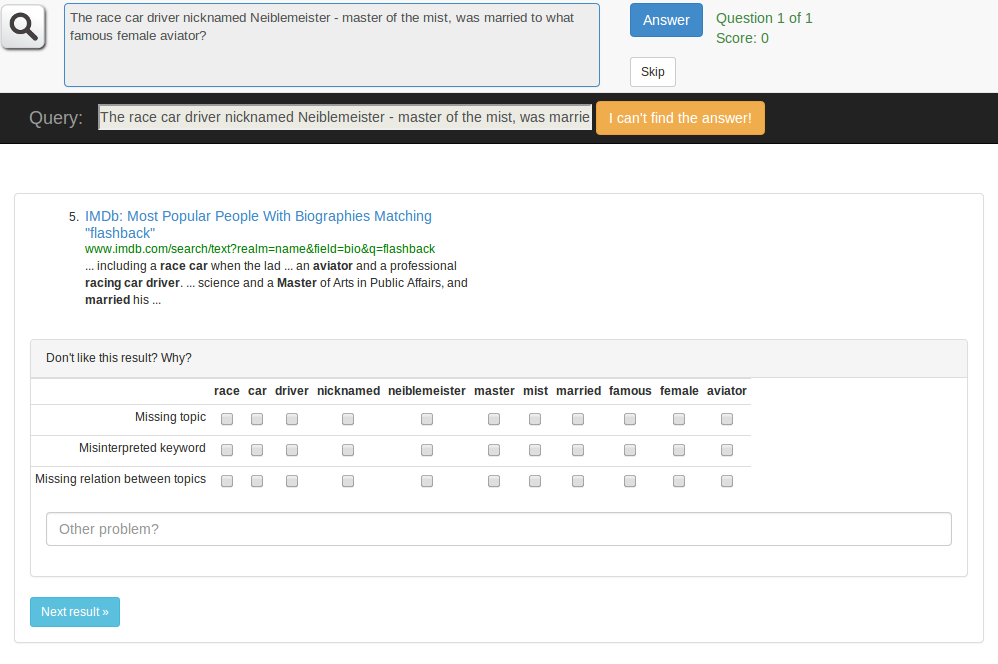 The race car driver nicknamed Neiblemeister - master of the mist, was married to what
famous female aviator?
Answer
Question 1 of 1
Score: 0
Skip
Query:
The race car driver nicknamed Neiblemeister - master of the mist, was marrie
I can't find the answer!
5. IMDb: Most Popular People With Biographies Matching
"flashback"
www.imdb.com/search/text?realm=name&field=bio&q=flashback
... including a race car when the lad ... an aviator and a professional
racing car driver. ... science and a Master of Arts in Public Affairs, and
married his ...
Don't like this result? Why?
race car driver nicknamed neiblemeister master mist married famous female aviator
Missing topic
Misinterpreted keyword
Missing relation between topics
Other problem?
Next result »